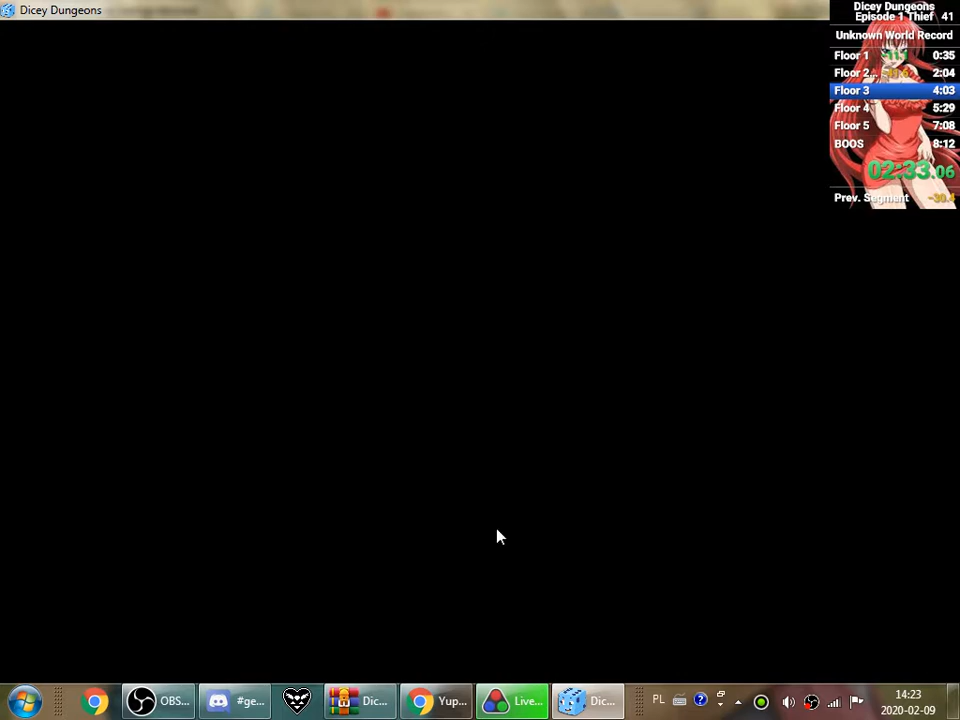 Dicey Dungeons
Dicey Dungeons
Episode 1 Thief 41
Unknown World Record
Floor 1 0:35
Floor 2... 2:04
Floor 3 4:03
Floor 4 5:29
Floor 5 7:08
BOOS 8:12
02:33.06
Prev. Segment -30.4
OBS... #ge... Dic... Yup... Live... Dic... PL 14:23
2020-02-09